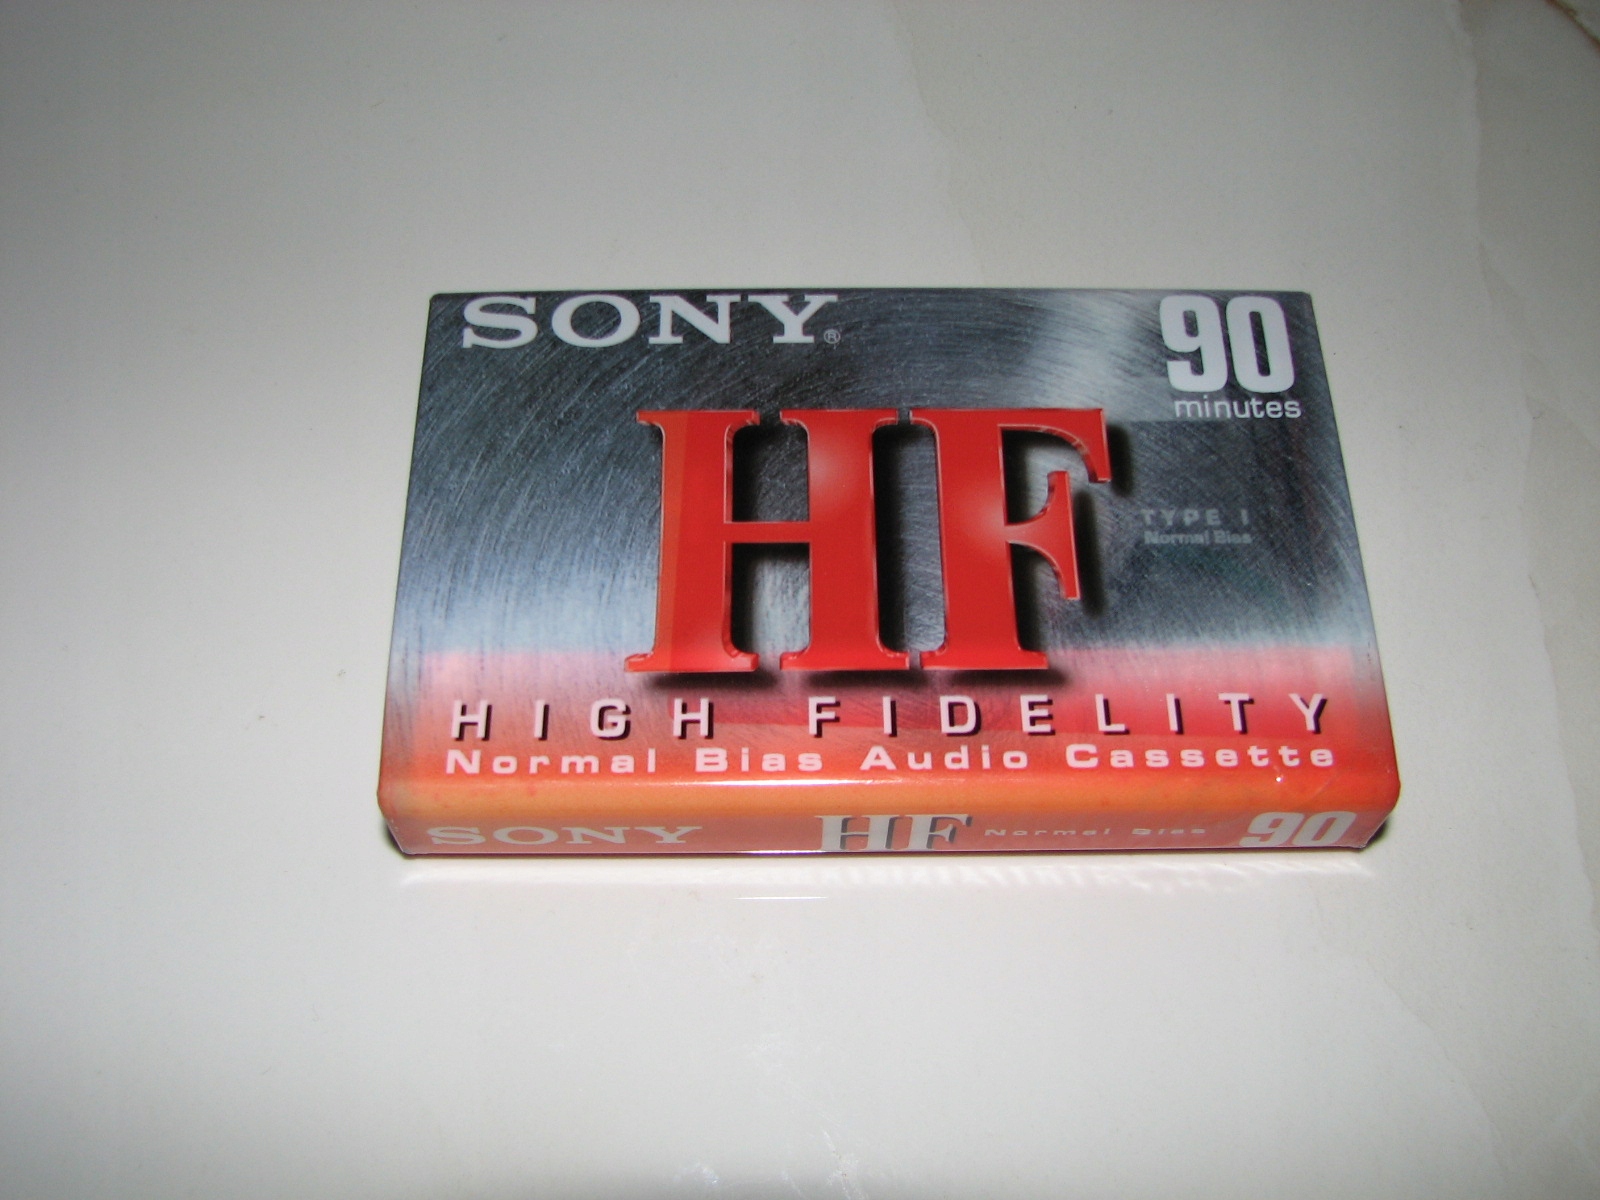 SONY®
90
minutes
HF
TYPE I
Normal Bias
HIGH FIDELITY
Normal Bias Audio Cassette
SONY HF Normal Bias 90